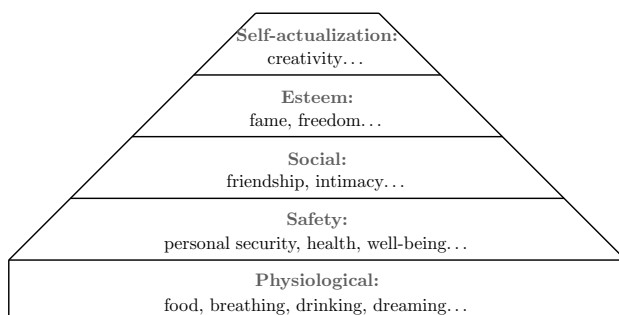 Self-actualization:
creativity...
Esteem:
fame, freedom...
Social:
friendship, intimacy...
Safety:
personal security, health, well-being...
Physiological:
food, breathing, drinking, dreaming...